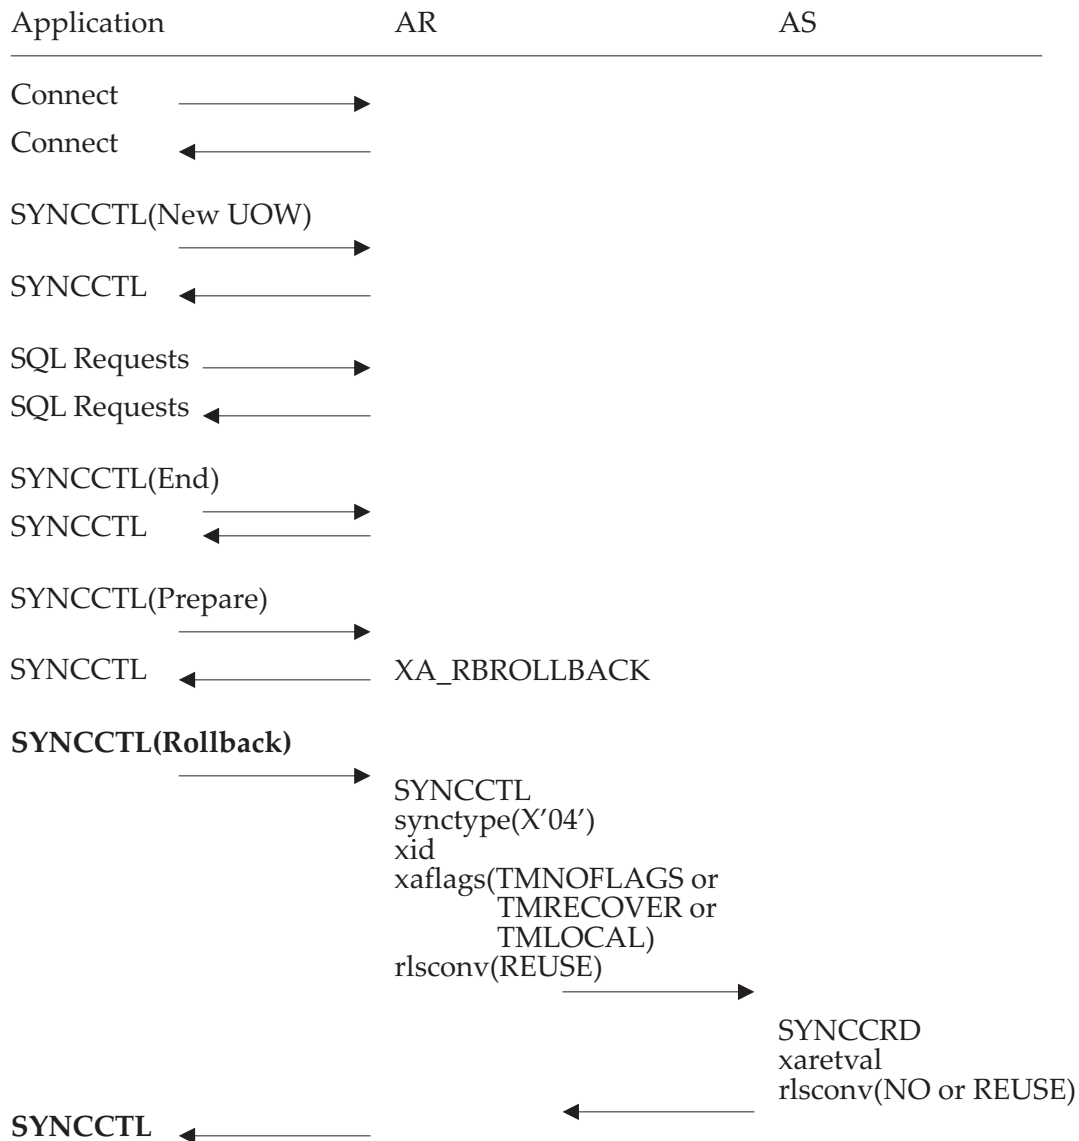 Application AR AS
Connect
Connect
SYNCCTL(New UOW)
SYNCCTL
SQL Requests
SQL Requests
SYNCCTL(End)
SYNCCTL
SYNCCTL(Prepare)
SYNCCTL XA_RBROLLBACK
SYNCCTL(Rollback)
SYNCCTL
synctype(X’04’)
xid
xaflags(TMNOFLAGS or
TMRECOVER or
TMLOCAL)
rlsconv(REUSE)
SYNCCRD
xaretval
rlsconv(NO or REUSE)
SYNCCTL